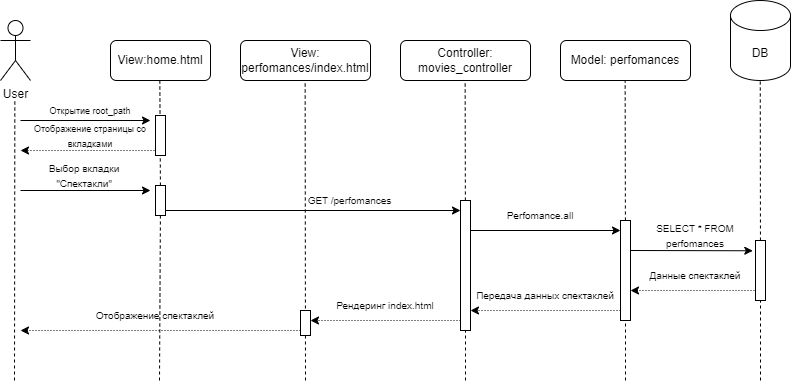 User
View:home.html
View:
perfomances/index.html
Controller:
movies_controller
Model: perfomances
DB
Открытие root_path
Отображение страницы со
вкладками
Выбор вкладки
"Спектакли"
GET /perfomances
Perfomance.all
SELECT * FROM
perfomances
Данные спектаклей
Передача данных спектаклей
Рендеринг index.html
Отображение спектаклей